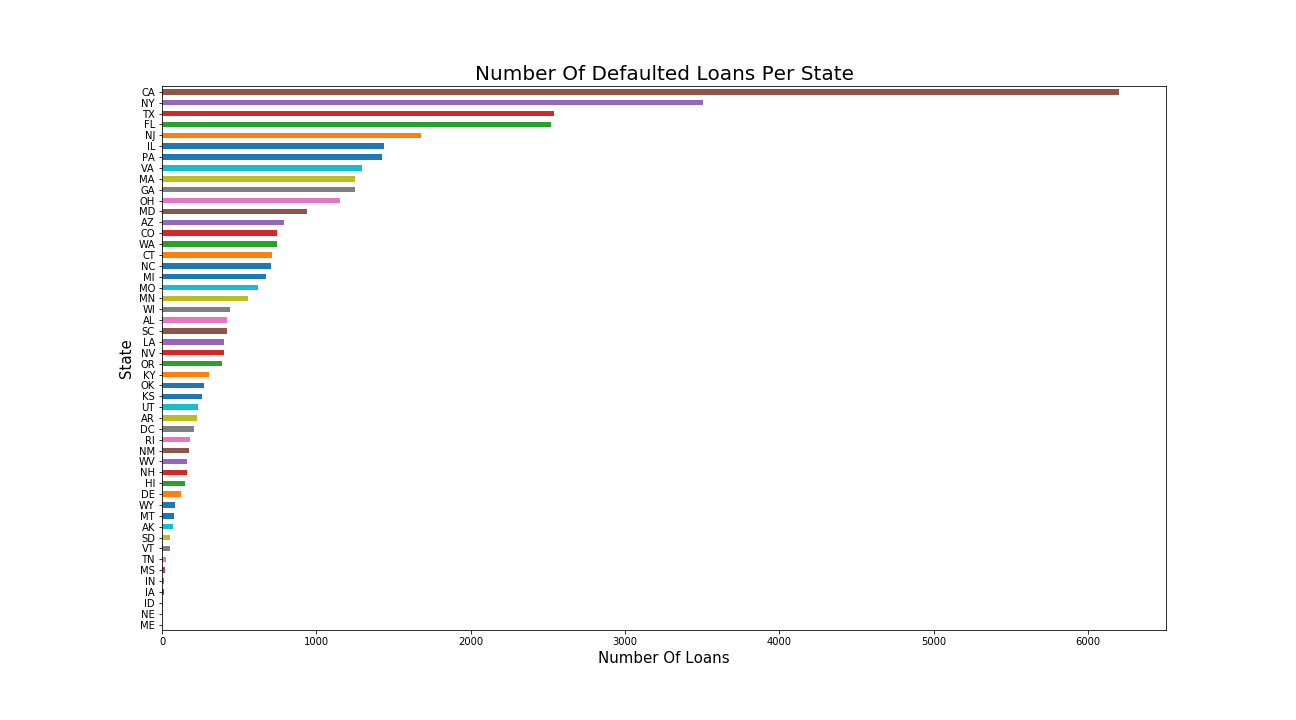 Number Of Defaulted Loans Per State
CA
NY
TX
FL
NJ
IL
PA
VA
MA
GA
OH
MD
AZ
CO
WA
CT
NC
MI
MO
MN
WI
AL
SC
LA
NV
OR
KY
OK
KS
UT
AR
DC
RI
NM
WV
NH
HI
DE
WY
MT
AK
SD
VT
TN
MS
IN
IA
ID
NE
ME
State
0 1000 2000 3000 4000 5000 6000
Number Of Loans